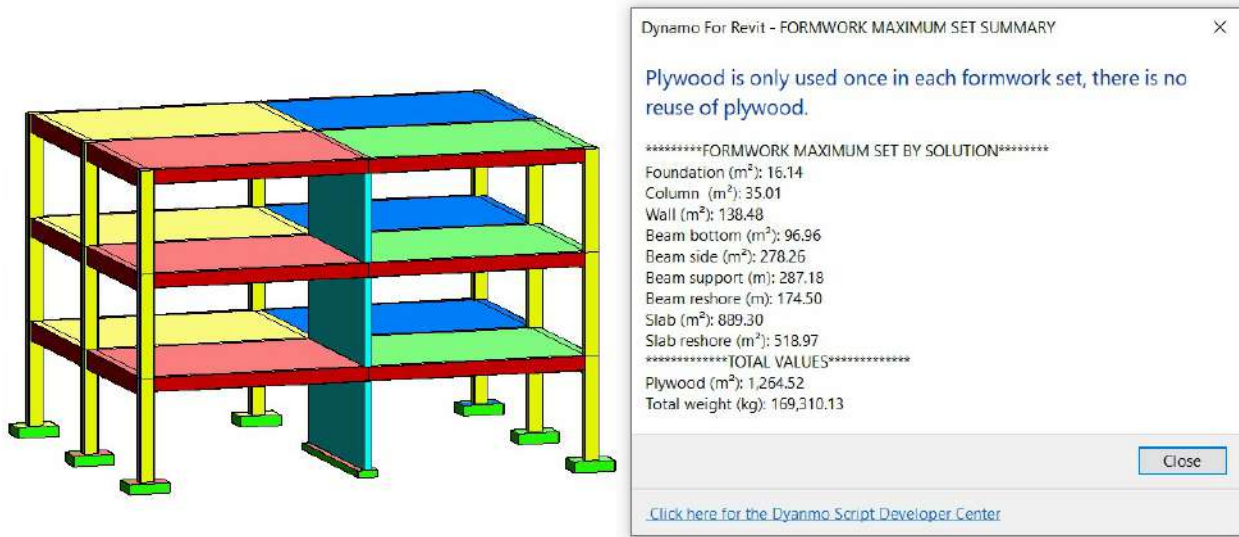 Dynamo For Revit - FORMWORK MAXIMUM SET SUMMARY
Plywood is only used once in each formwork set, there is no
reuse of plywood.
*********FORMWORK MAXIMUM SET BY SOLUTION********
Foundation (m²): 16.14
Column (m²): 35.01
Wall (m²): 138.48
Beam bottom (m²): 96.96
Beam side (m²): 278.26
Beam support (m): 287.18
Beam reshore (m): 174.50
Slab (m²): 889.30
Slab reshore (m²): 518.97
*************TOTAL VALUES*************
Plywood (m²): 1,264.52
Total weight (kg): 169,310.13
Close
Click here for the Dyanmo Script Developer Center